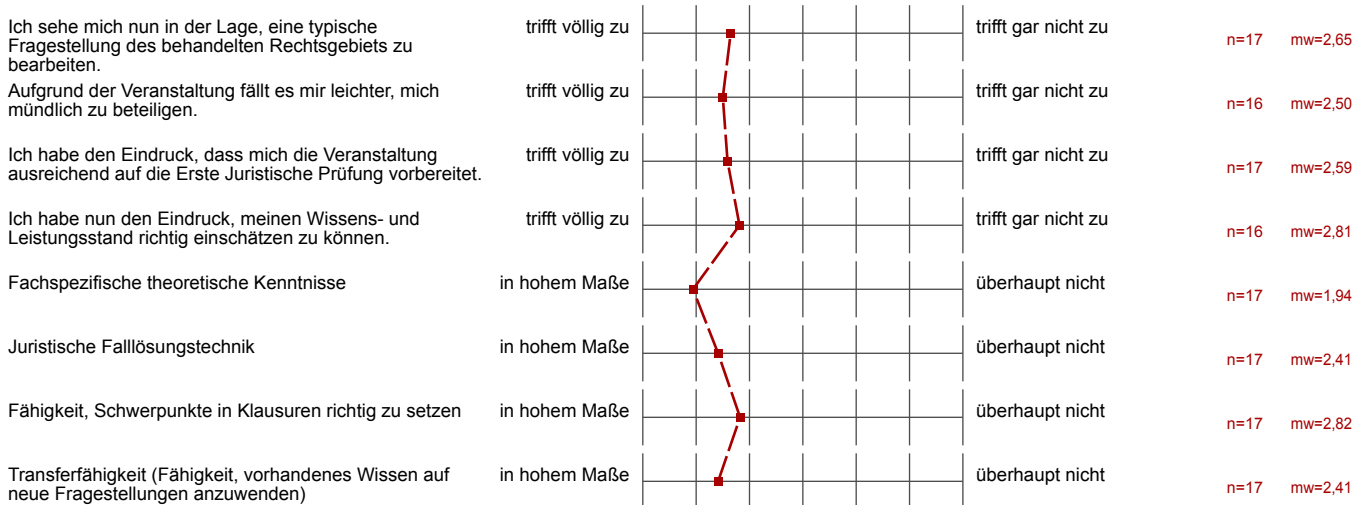 Ich sehe mich nun in der Lage, eine typische
Fragestellung des behandelten Rechtsgebiets zu
bearbeiten.
trifft völlig zu
trifft gar nicht zu
n=17 mw=2,65
Aufgrund der Veranstaltung fällt es mir leichter, mich
mündlich zu beteiligen.
trifft völlig zu
trifft gar nicht zu
n=16 mw=2,50
Ich habe den Eindruck, dass mich die Veranstaltung
ausreichend auf die Erste Juristische Prüfung vorbereitet.
trifft völlig zu
trifft gar nicht zu
n=17 mw=2,59
Ich habe nun den Eindruck, meinen Wissens- und
Leistungsstand richtig einschätzen zu können.
trifft völlig zu
trifft gar nicht zu
n=16 mw=2,81
Fachspezifische theoretische Kenntnisse
in hohem Maße
überhaupt nicht
n=17 mw=1,94
Juristische Falllösungstechnik
in hohem Maße
überhaupt nicht
n=17 mw=2,41
Fähigkeit, Schwerpunkte in Klausuren richtig zu setzen
in hohem Maße
überhaupt nicht
n=17 mw=2,82
Transferfähigkeit (Fähigkeit, vorhandenes Wissen auf
neue Fragestellungen anzuwenden)
in hohem Maße
überhaupt nicht
n=17 mw=2,41